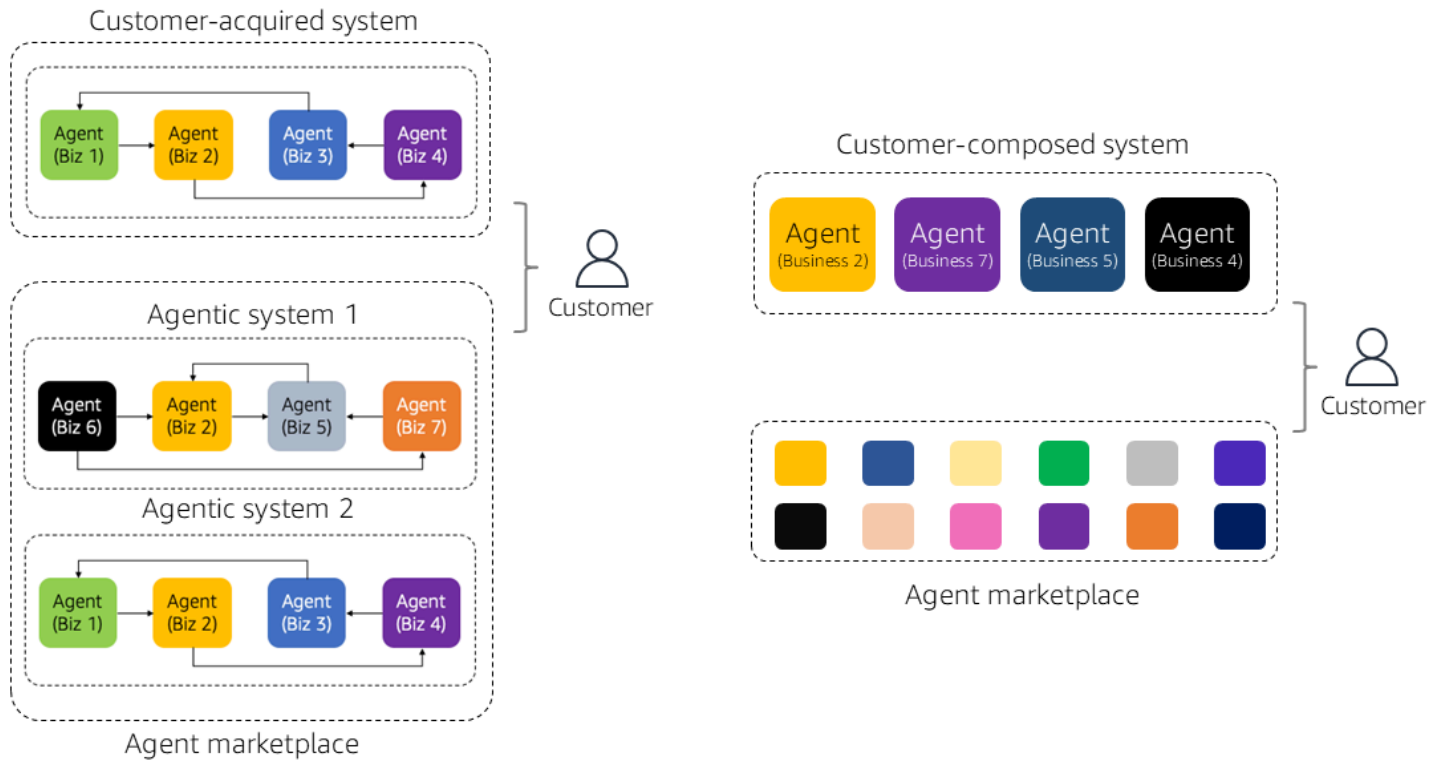 Customer-acquired system
Agent
(Biz 1)
Agent
(Biz 2)
Agent
(Biz 3)
Agent
(Biz 4)
Customer
Agentic system 1
Agent
(Biz 6)
Agent
(Biz 2)
Agent
(Biz 5)
Agent
(Biz 7)
Agentic system 2
Agent
(Biz 1)
Agent
(Biz 2)
Agent
(Biz 3)
Agent
(Biz 4)
Agent marketplace
Customer-composed system
Agent
(Business 2)
Agent
(Business 7)
Agent
(Business 5)
Agent
(Business 4)
Customer
Agent marketplace